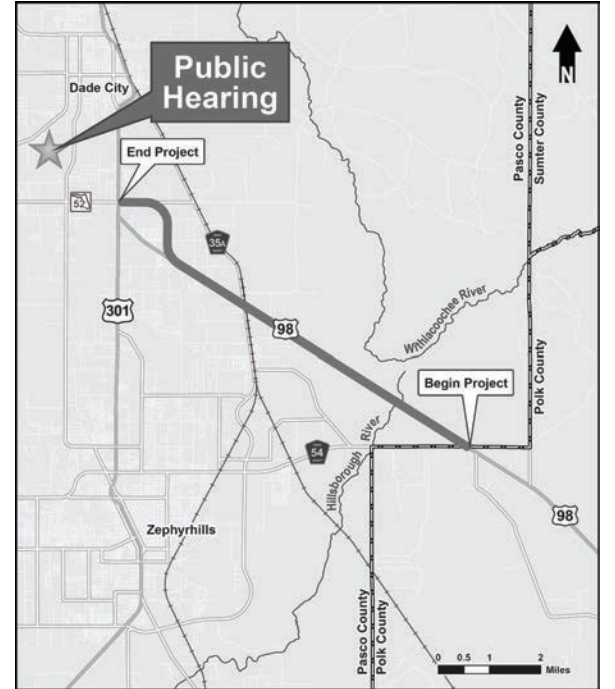 Public
Hearing
Dade City
N
End Project
52
35A
301
98
Pasco County
Sumter County
Withlacoochee River
Begin Project
Polk County
54
Hillsborough River
Zephyrhills
98
Pasco County
Polk County
0 0.5 1 2
Miles